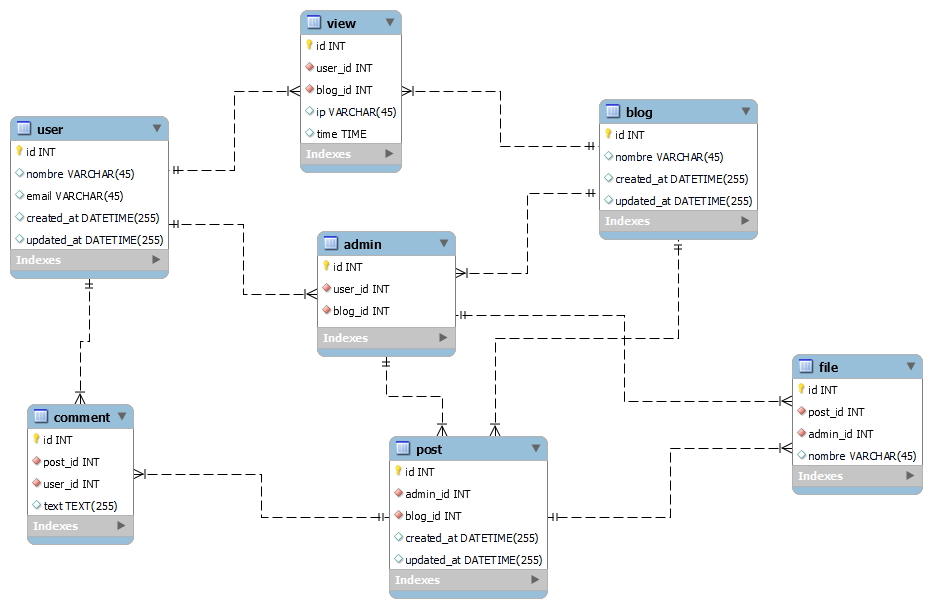 view
id INT
user_id INT
blog_id INT
ip VARCHAR(45)
time TIME
Indexes
user
id INT
nombre VARCHAR(45)
email VARCHAR(45)
created_at DATETIME(255)
updated_at DATETIME(255)
Indexes
blog
id INT
nombre VARCHAR(45)
created_at DATETIME(255)
updated_at DATETIME(255)
Indexes
admin
id INT
user_id INT
blog_id INT
Indexes
file
id INT
post_id INT
admin_id INT
nombre VARCHAR(45)
Indexes
comment
id INT
post_id INT
user_id INT
text TEXT(255)
Indexes
post
id INT
admin_id INT
blog_id INT
created_at DATETIME(255)
updated_at DATETIME(255)
Indexes